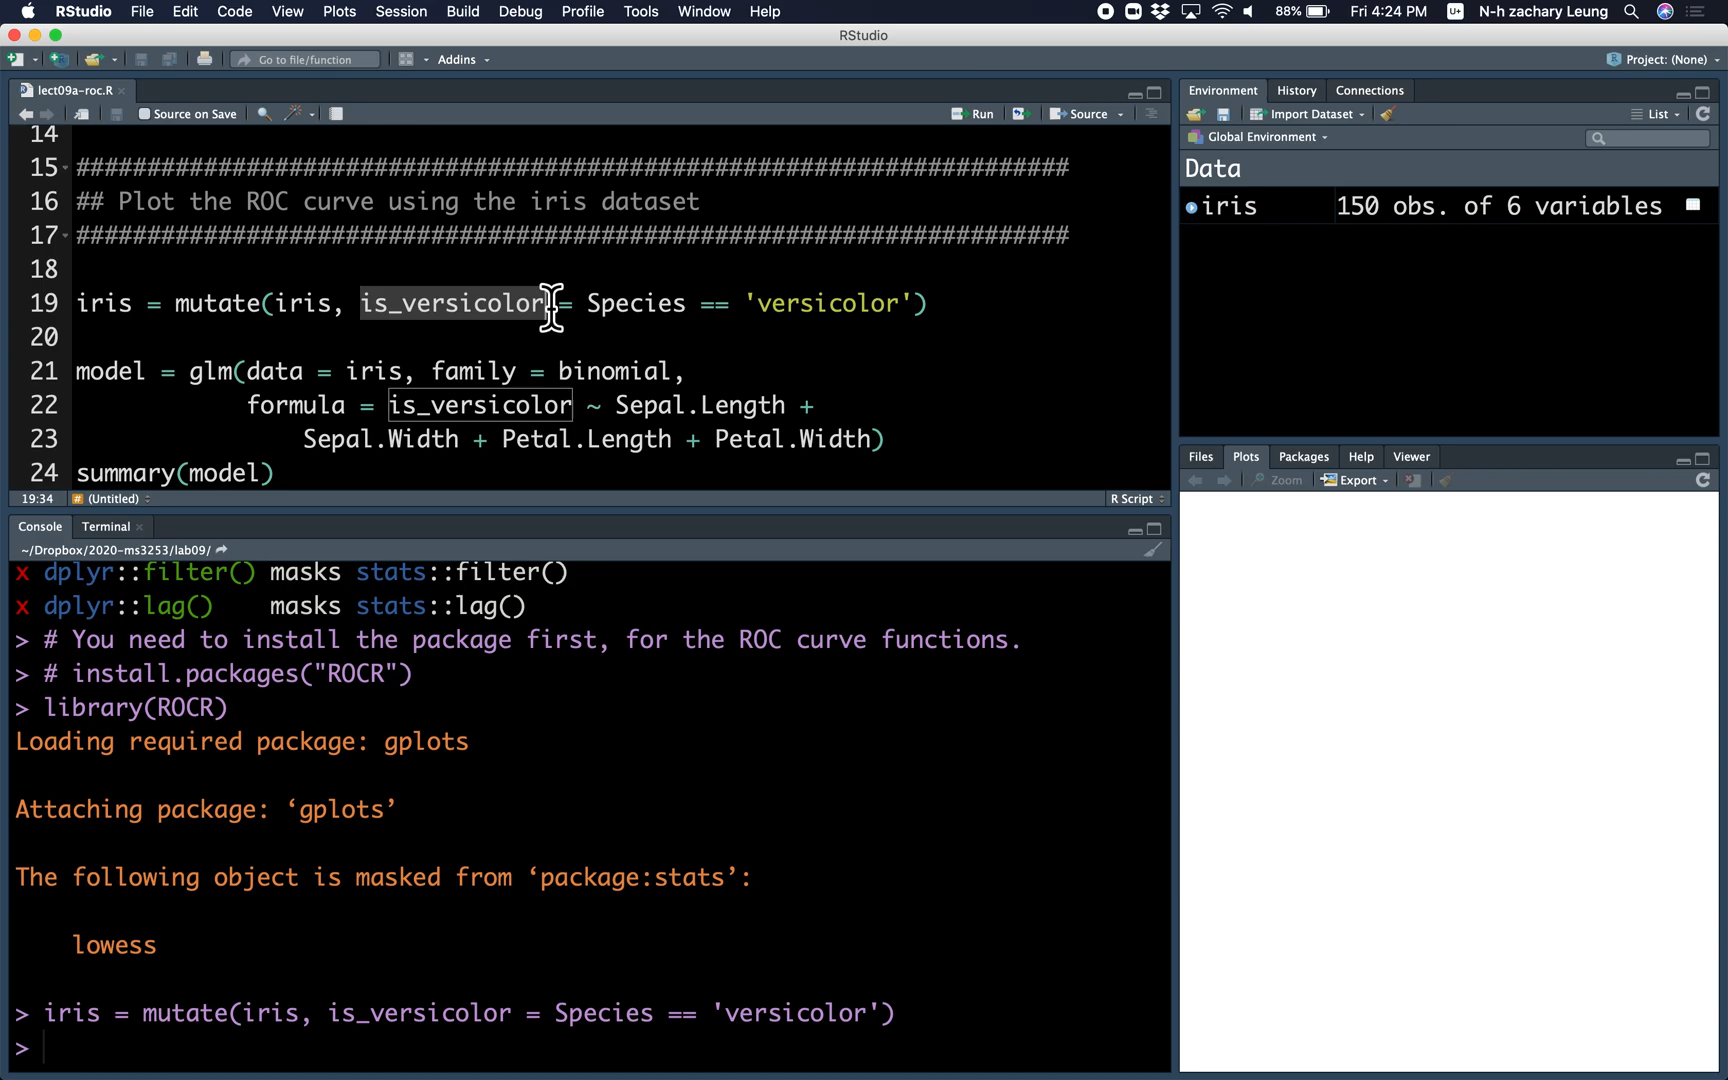 RStudio File Edit Code View Plots Session Build Debug Profile Tools Window Help 88% Fri 4:24 PM U+ N-h zachary Leung
RStudio
Go to file/function Addins Project: (None)
lect09a-roc.R
Source on Save Run Source
14
15 ######################################################################
16 ## Plot the ROC curve using the iris dataset
17 ######################################################################
18
19 iris = mutate(iris, is_versicolor = Species == 'versicolor')
20
21 model = glm(data = iris, family = binomial,
22 formula = is_versicolor ~ Sepal.Length +
23 Sepal.Width + Petal.Length + Petal.Width)
24 summary(model)
19:34 # (Untitled) R Script
Console Terminal
~/Dropbox/2020-ms3253/lab09/
x dplyr::filter() masks stats::filter()
x dplyr::lag() masks stats::lag()
> # You need to install the package first, for the ROC curve functions.
> # install.packages("ROCR")
> library(ROCR)
Loading required package: gplots
Attaching package: ‘gplots’
The following object is masked from ‘package:stats’:
lowess
> iris = mutate(iris, is_versicolor = Species == 'versicolor')
>
Environment History Connections
Import Dataset List
Global Environment
Data
iris 150 obs. of 6 variables
Files Plots Packages Help Viewer
Zoom Export